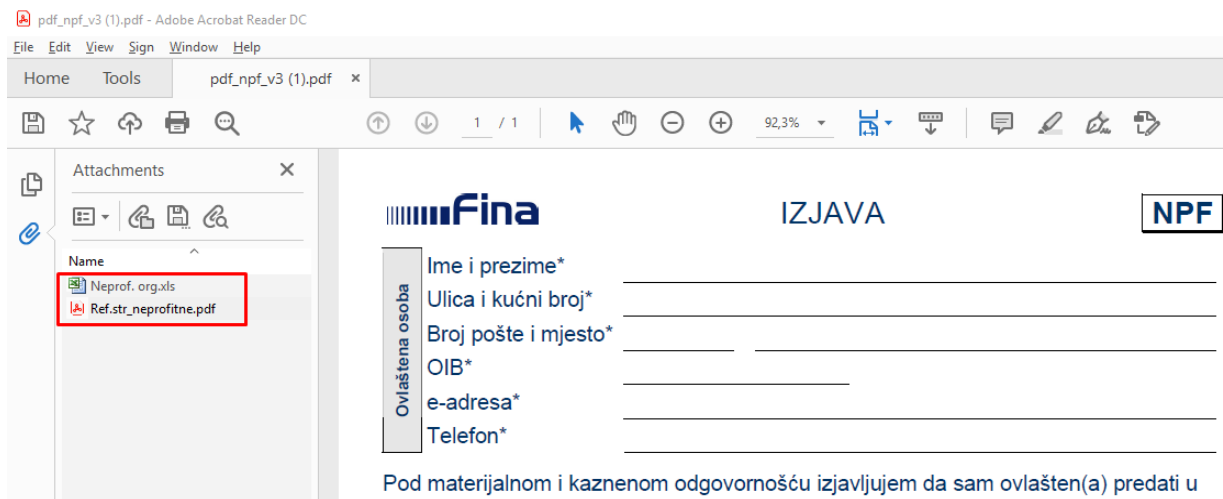 pdf_npf_v3 (1).pdf - Adobe Acrobat Reader DC
File Edit View Sign Window Help
Home Tools pdf_npf_v3 (1).pdf ×
1 / 1 92,3%
Attachments
Name
Neprof. org.xls
Ref.str_neprofitne.pdf
Fina IZJAVA NPF
Ovlaštena osoba
Ime i prezime*
Ulica i kućni broj*
Broj pošte i mjesto*
OIB*
e-adresa*
Telefon*
Pod materijalnom i kaznenom odgovornošću izjavljujem da sam ovlašten(a) predati u